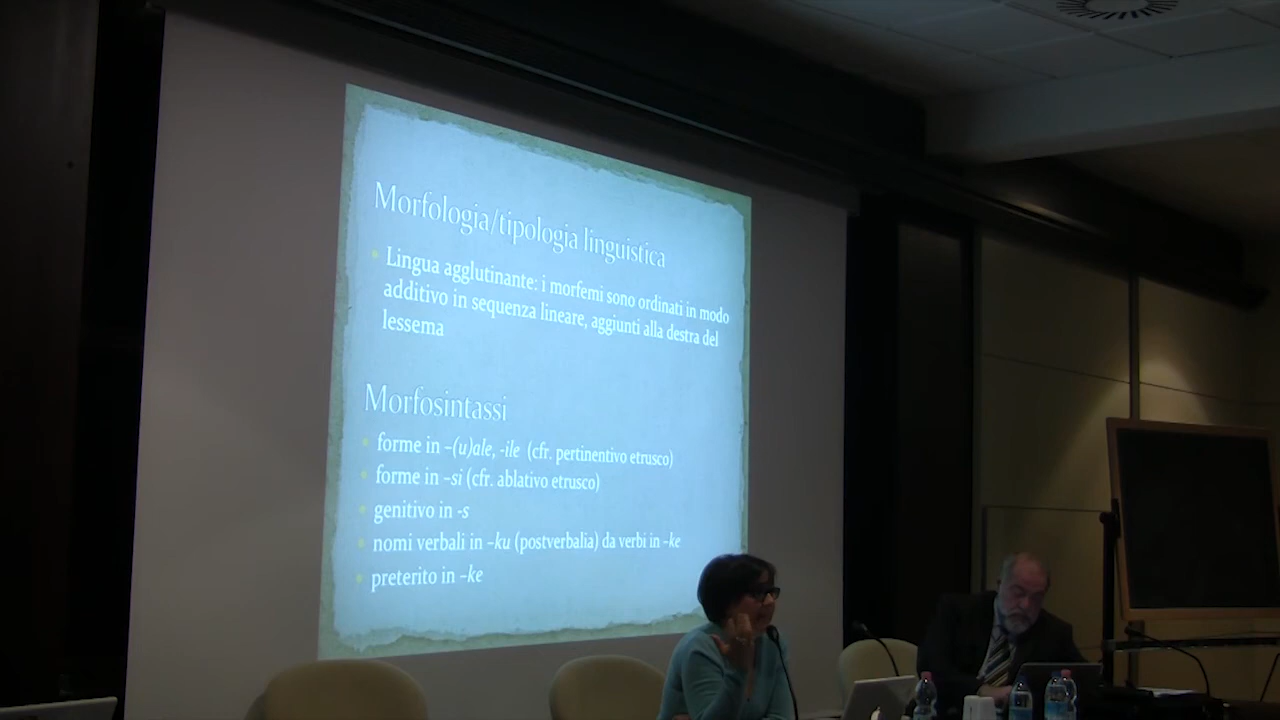 Morfologia/tipologia linguistica
Lingua agglutinante: i morfemi sono ordinati in modo
additivo in sequenza lineare, aggiunti alla destra del
lessema
Morfosintassi
forme in –(u)ale, -ile (cfr. pertinentivo etrusco)
forme in –si (cfr. ablativo etrusco)
genitivo in -s
nomi verbali in –ku (postverbalia) da verbi in –ke
preterito in –ke